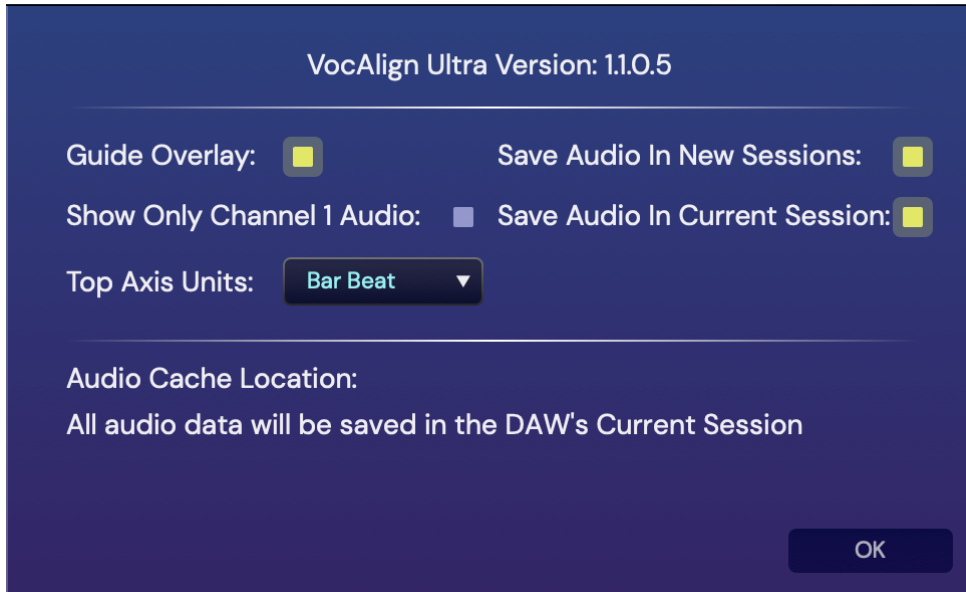 VocAlign Ultra Version: 1.1.0.5
Guide Overlay:
Save Audio In New Sessions:
Show Only Channel 1 Audio:
Save Audio In Current Session:
Top Axis Units:
Bar Beat
Audio Cache Location:
All audio data will be saved in the DAW's Current Session
OK